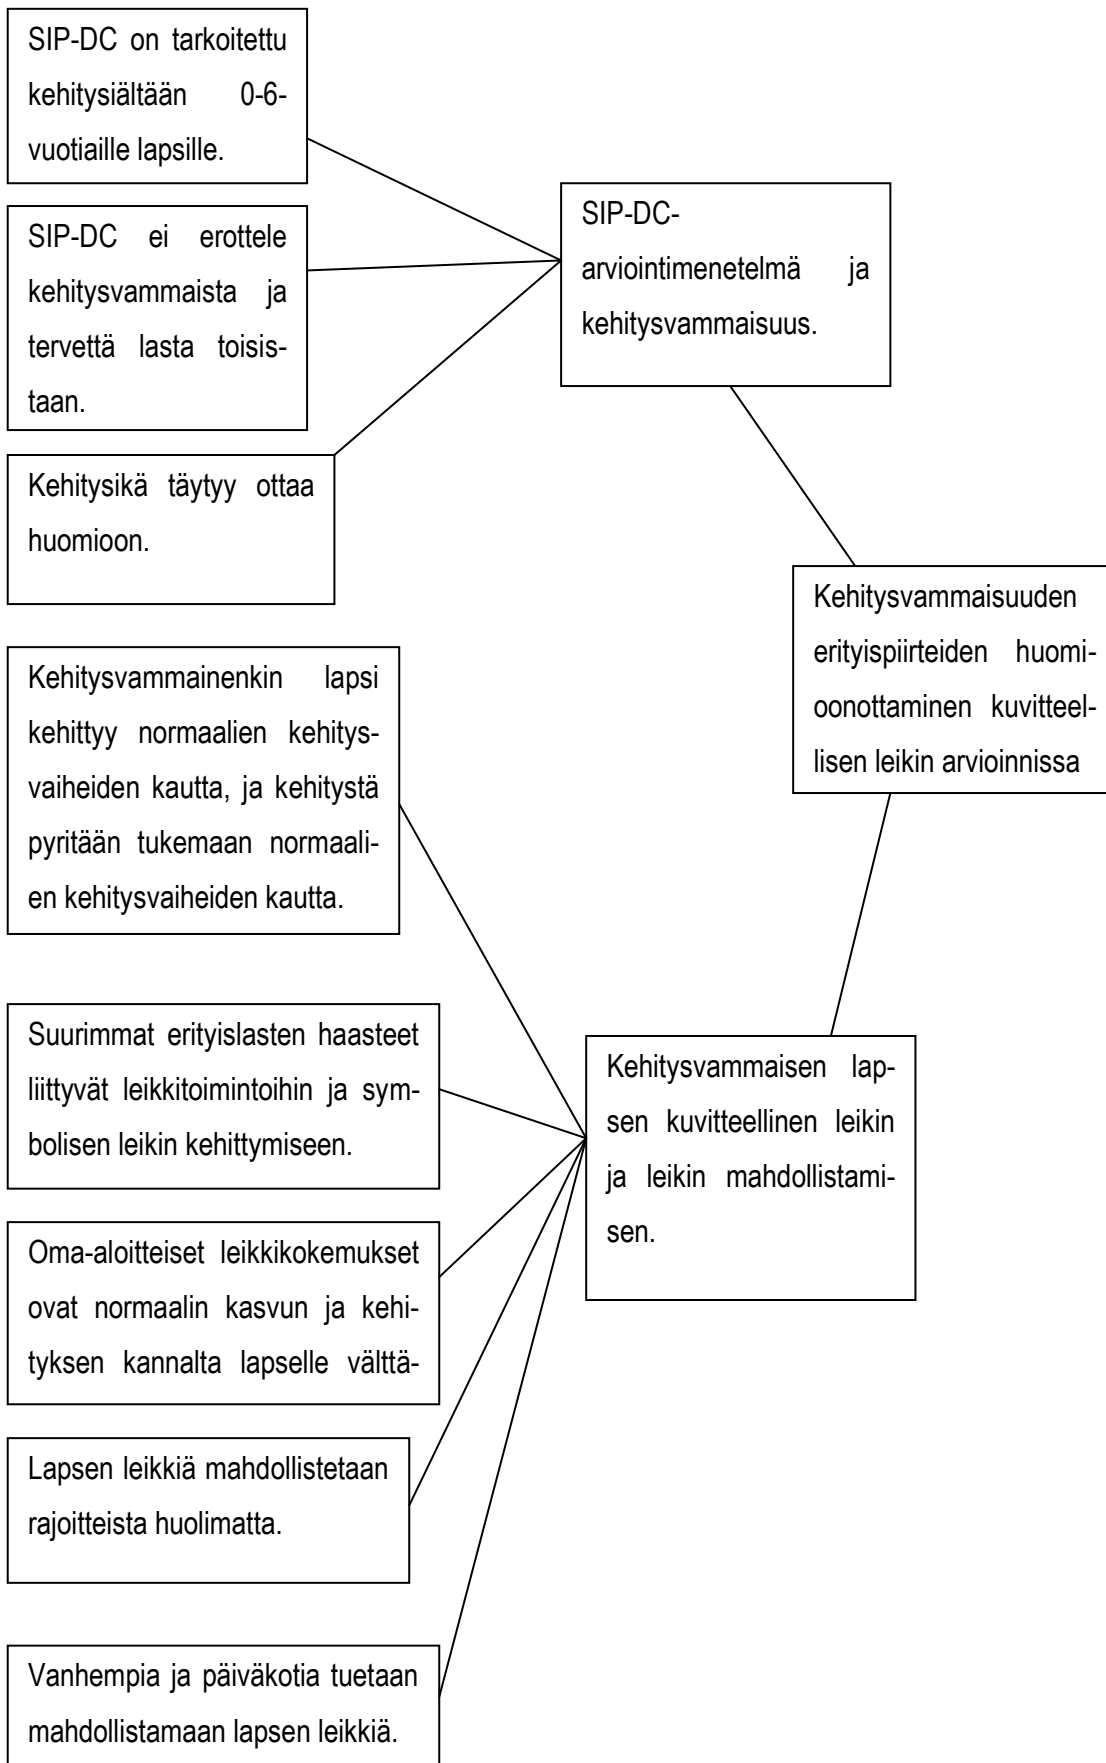 SIP-DC on tarkoitettu
kehitysiältään 0-6-
vuotiaille lapsille.
SIP-DC ei erottele
kehitysvammaista ja
tervettä lasta toisis-
taan.
Kehitysikä täytyy ottaa
huomioon.
SIP-DC-
arviointimenetelmä ja
kehitysvammaisuus.
Kehitysvammaisuuden
erityispiirteiden huomi-
oonottaminen kuvitteel-
lisen leikin arvioinnissa
Kehitysvammainenkin lapsi
kehittyy normaalien kehitys-
vaiheiden kautta, ja kehitystä
pyritään tukemaan normaali-
en kehitysvaiheiden kautta.
Suurimmat erityislasten haasteet
liittyvät leikkitoimintoihin ja sym-
bolisen leikin kehittymiseen.
Oma-aloitteiset leikkikokemukset
ovat normaalin kasvun ja kehi-
tyksen kannalta lapselle välttä-
Lapsen leikkiä mahdollistetaan
rajoitteista huolimatta.
Vanhempia ja päiväkotia tuetaan
mahdollistamaan lapsen leikkiä.
Kehitysvammaisen lap-
sen kuvitteellinen leikin
ja leikin mahdollistami-
sen.